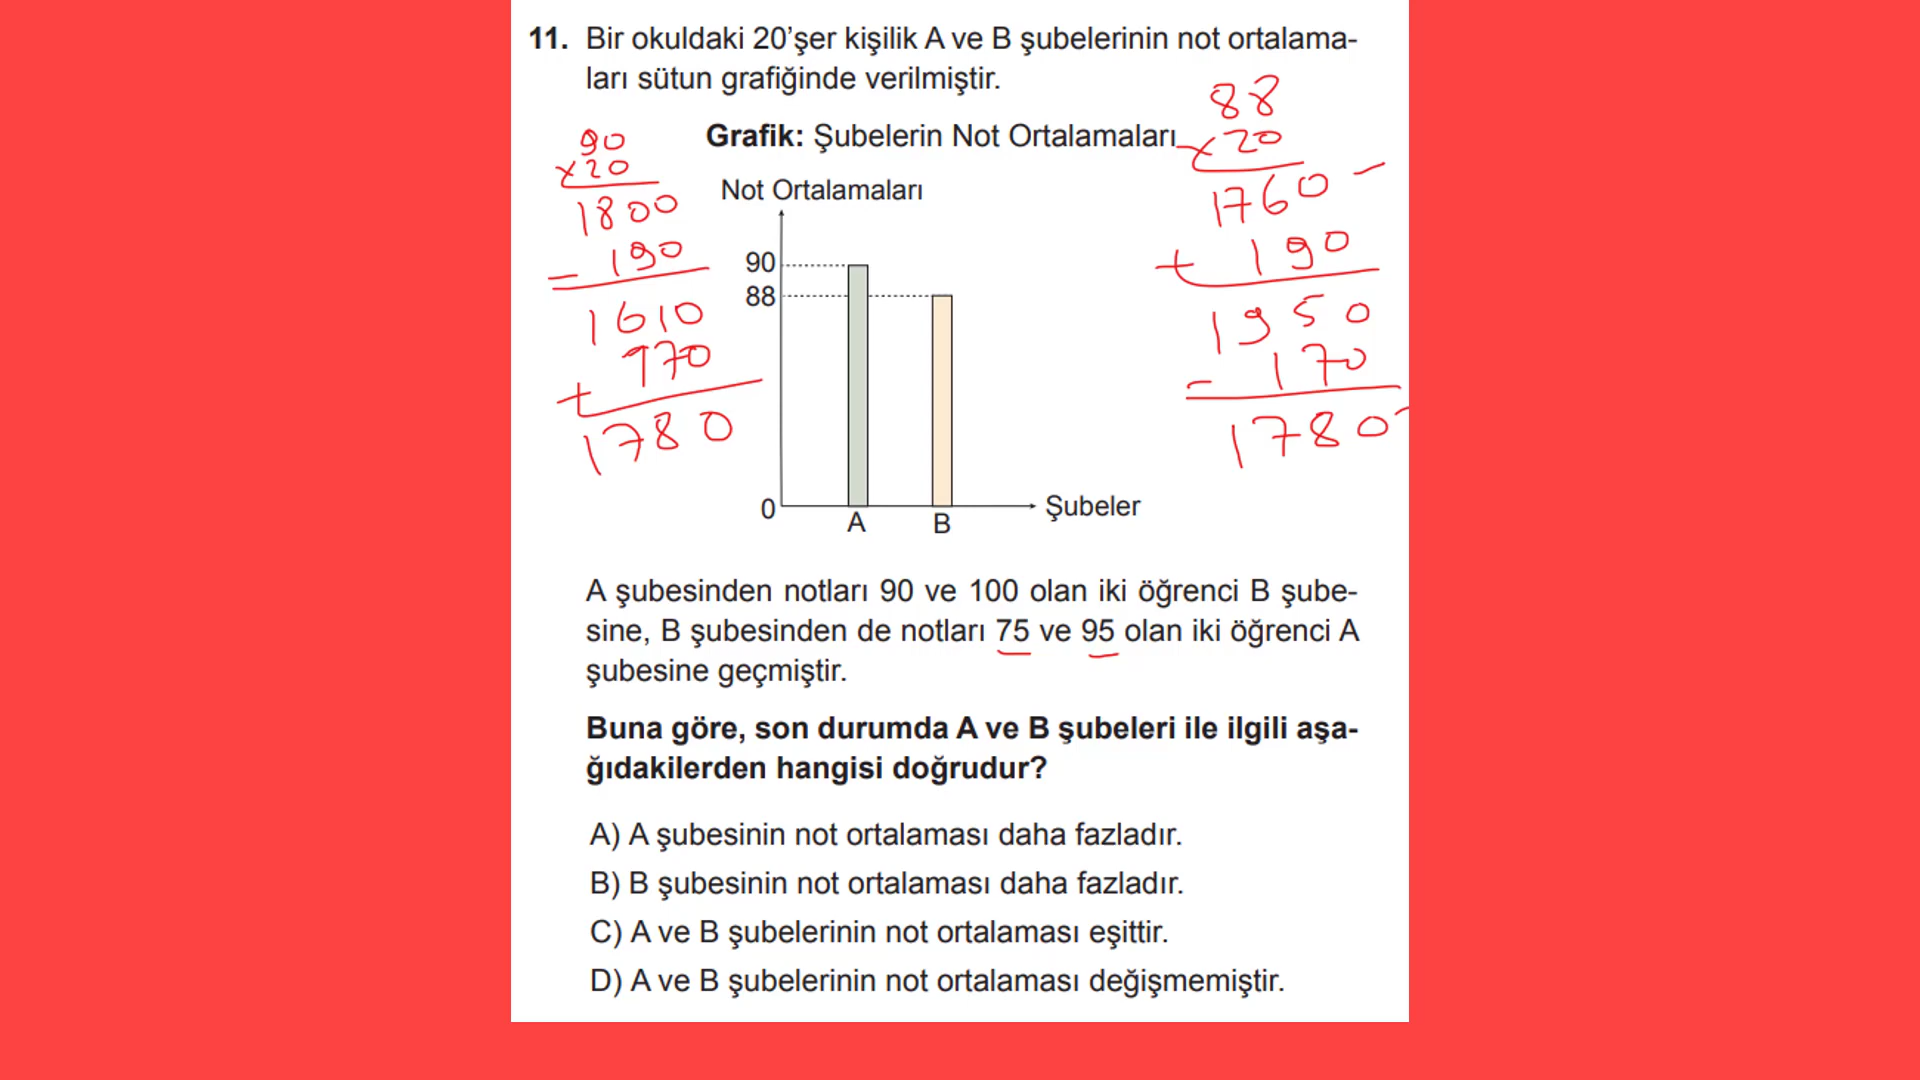 11. Bir okuldaki 20'şer kişilik A ve B şubelerinin not ortalama-
ları sütun grafiğinde verilmiştir.
Grafik: Şubelerin Not Ortalamaları
90
x20
1800
- 190
1610
+ 170
1780
Not Ortalamaları
90
88
0
A
B
Şubeler
88
x20
1760
+ 190
1950
- 170
1780
A şubesinden notları 90 ve 100 olan iki öğrenci B şube-
sine, B şubesinden de notları 75 ve 95 olan iki öğrenci A
şubesine geçmiştir.
Buna göre, son durumda A ve B şubeleri ile ilgili aşa-
ğıdakilerden hangisi doğrudur?
A) A şubesinin not ortalaması daha fazladır.
B) B şubesinin not ortalaması daha fazladır.
C) A ve B şubelerinin not ortalaması eşittir.
D) A ve B şubelerinin not ortalaması değişmemiştir.